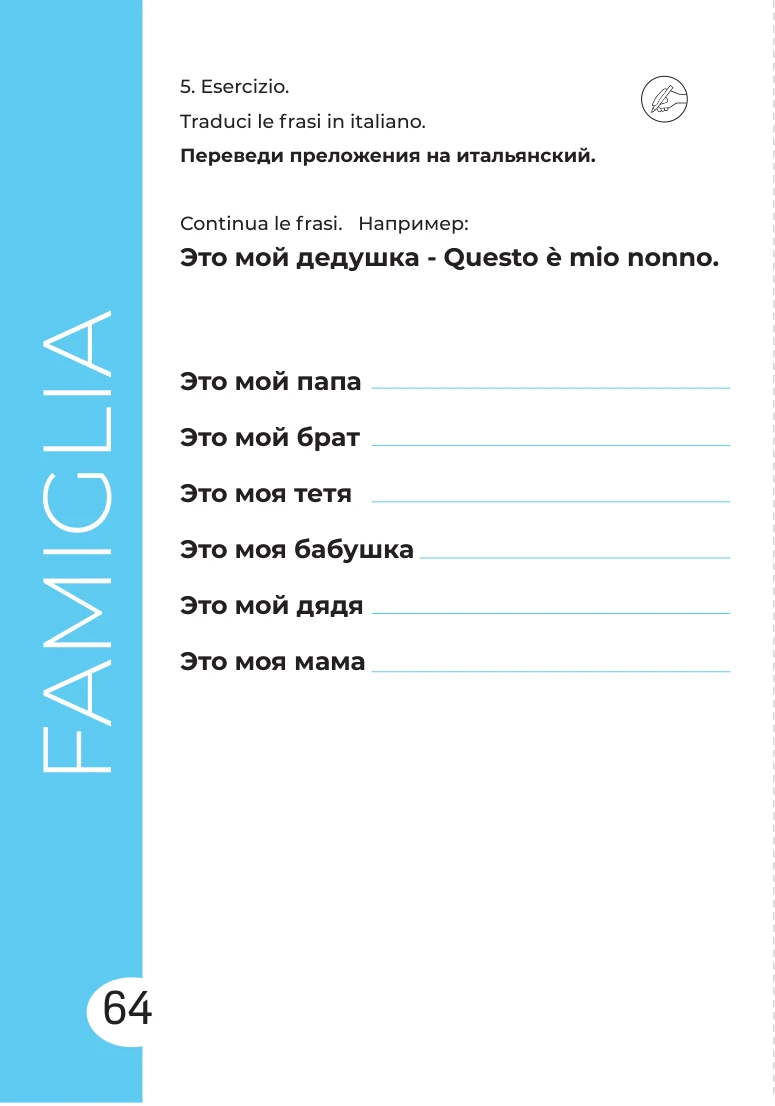 5. Esercizio.
Traduci le frasi in italiano.
Переведи преложения на итальянский.
Continua le frasi. Например:
Это мой дедушка - Questo è mio nonno.
Это мой папа
Это мой брат
Это моя тетя
Это моя бабушка
Это мой дядя
Это моя мама
FAMIGLIA
64